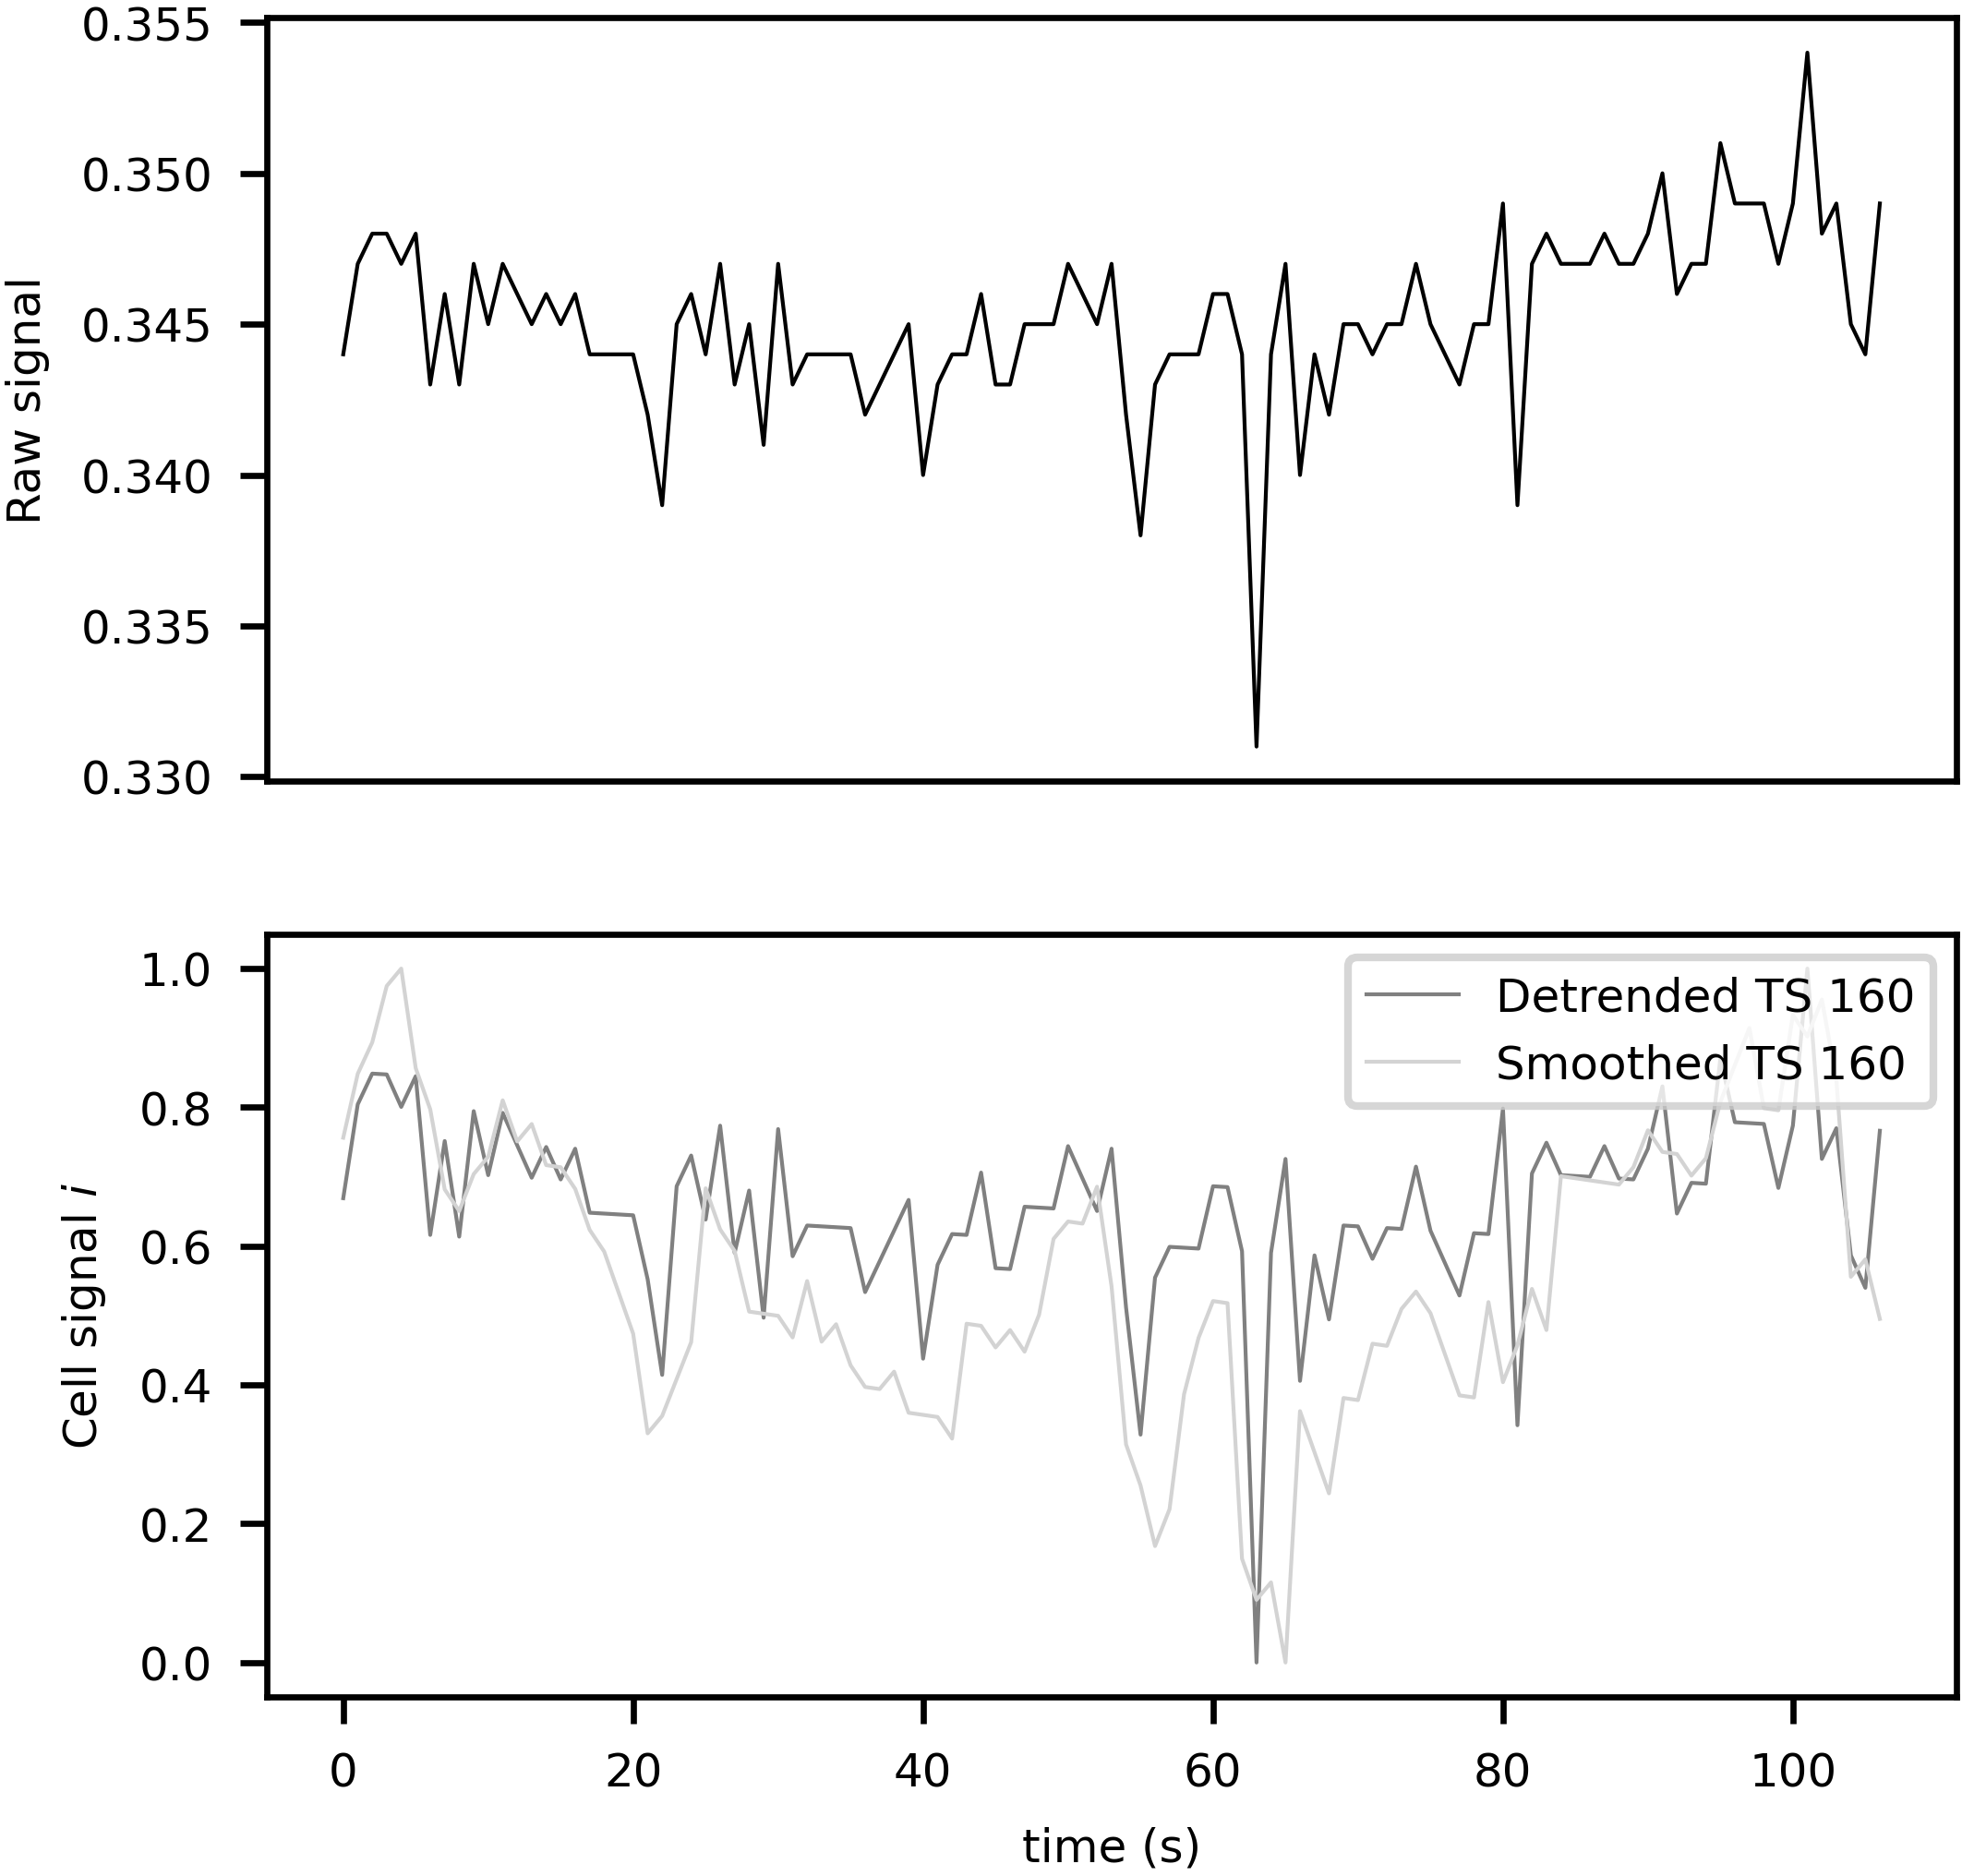 0.355
0.350
0.345
0.340
0.335
0.330
Raw signal
1.0
0.8
0.6
0.4
0.2
0.0
Cell signal i
Detrended TS 160
Smoothed TS 160
0 20 40 60 80 100
time (s)